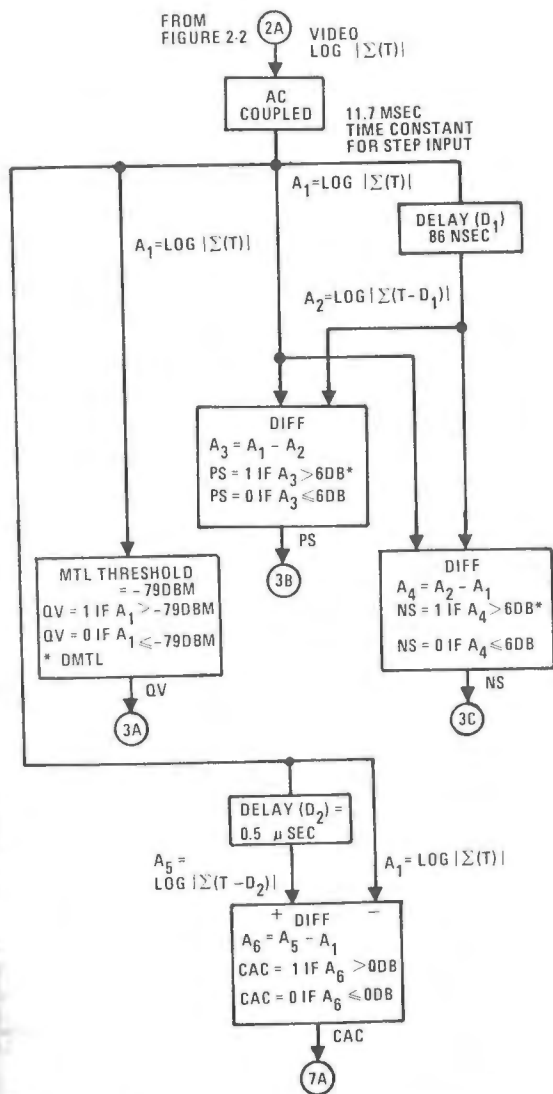 FROM
FIGURE 2-2
2A
VIDEO
LOG |Σ(T)|
AC
COUPLED
11.7 MSEC
TIME CONSTANT
FOR STEP INPUT
A₁=LOG |Σ(T)|
DELAY (D₁)
86 NSEC
A₁=LOG |Σ(T)|
A₂=LOG |Σ(T-D₁)|
DIFF
A₃ = A₁ - A₂
PS = 1 IF A₃ >6DB*
PS = 0 IF A₃ ≤6DB
PS
3B
MTL THRESHOLD
= -79DBM
QV = 1 IF A₁ > -79DBM
QV = 0 IF A₁ ≤ -79DBM
* DMTL
QV
3A
DIFF
A₄ = A₂ - A₁
NS = 1 IF A₄ >6DB*
NS = 0 IF A₄ ≤6DB
NS
3C
DELAY (D₂) =
0.5 μ SEC
A₅ =
LOG |Σ(T-D₂)|
A₁ = LOG |Σ(T)|
+ DIFF −
A₆ = A₅ - A₁
CAC = 1 IF A₆ >0DB
CAC = 0 IF A₆ ≤0DB
CAC
7A